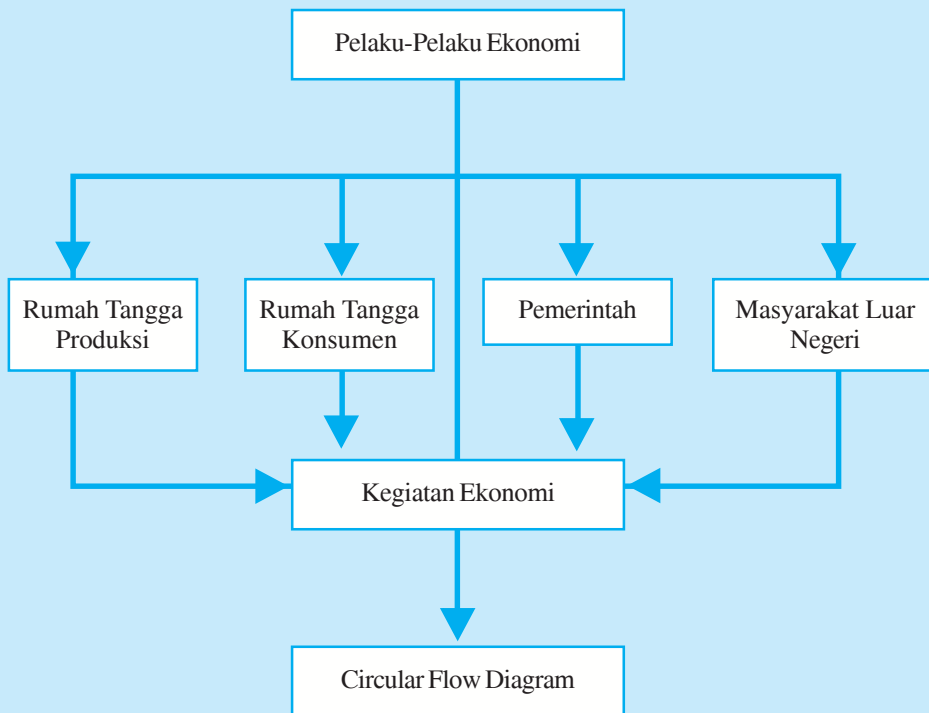 Pelaku-Pelaku Ekonomi
Rumah Tangga
Produksi
Rumah Tangga
Konsumen
Pemerintah
Masyarakat Luar
Negeri
Kegiatan Ekonomi
Circular Flow Diagram